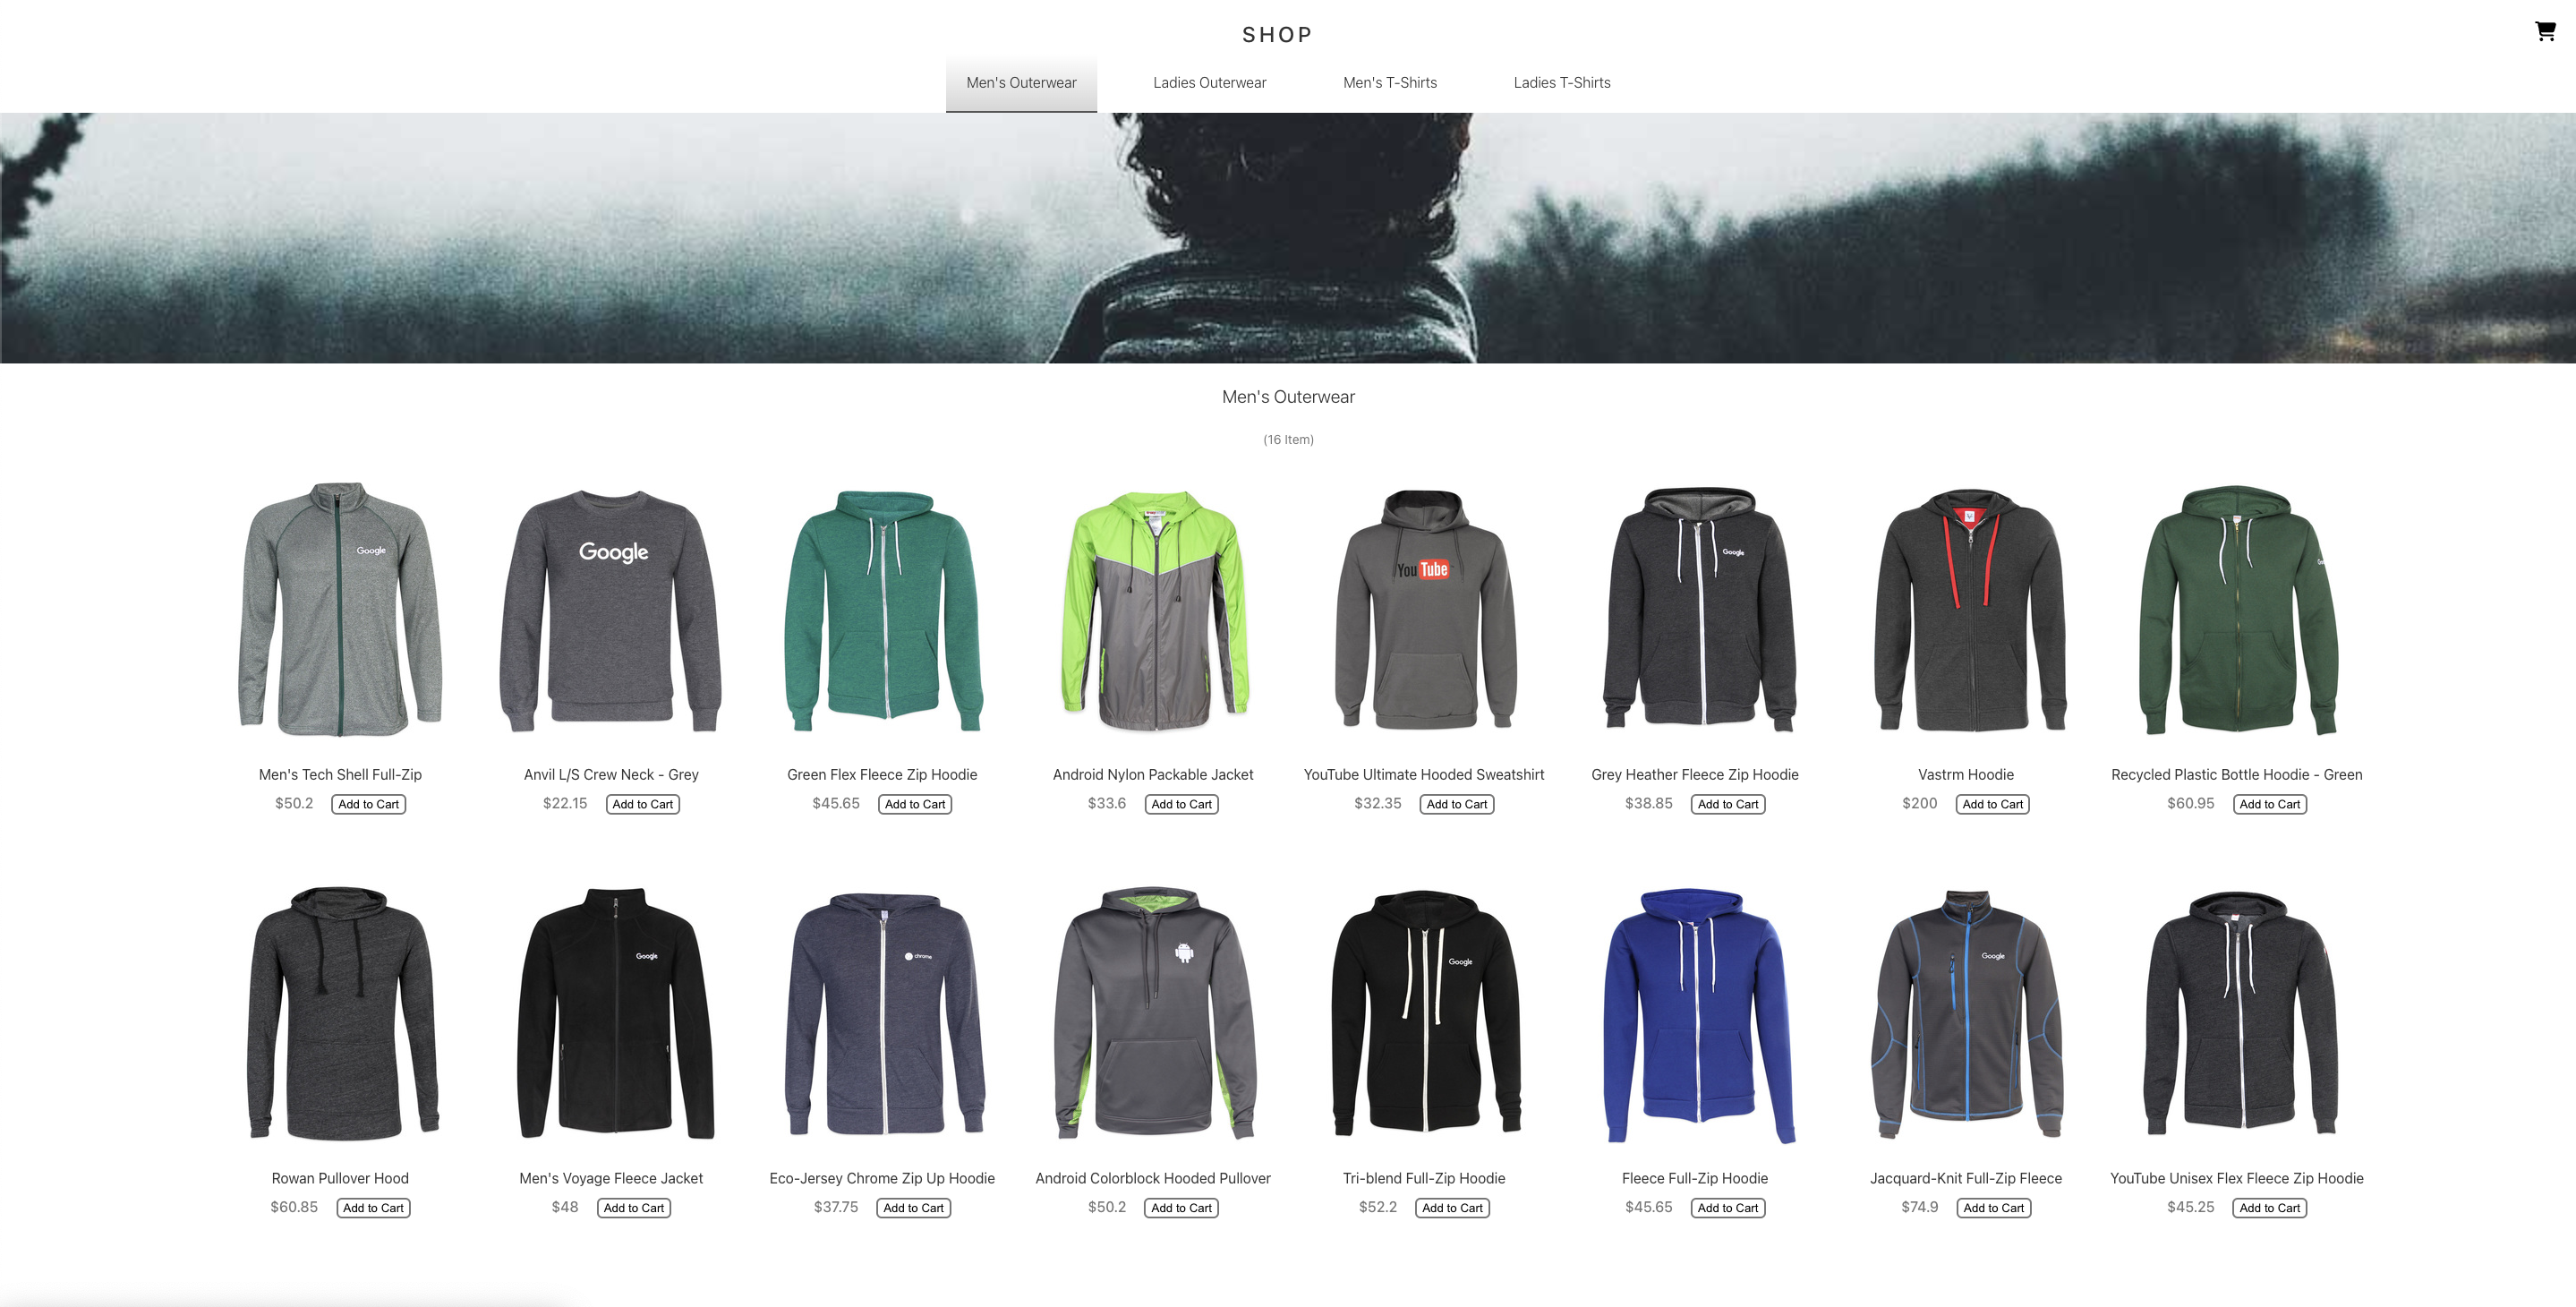 SHOP
Men's Outerwear Ladies Outerwear Men's T-Shirts Ladies T-Shirts
Men's Outerwear
(16 Item)
Google
Google
YouTube
Google
Men's Tech Shell Full-Zip
$50.2 Add to Cart
Anvil L/S Crew Neck - Grey
$22.15 Add to Cart
Green Flex Fleece Zip Hoodie
$45.65 Add to Cart
Android Nylon Packable Jacket
$33.6 Add to Cart
YouTube Ultimate Hooded Sweatshirt
$32.35 Add to Cart
Grey Heather Fleece Zip Hoodie
$38.85 Add to Cart
Vastrm Hoodie
$200 Add to Cart
Recycled Plastic Bottle Hoodie - Green
$60.95 Add to Cart
Google
chrome
Google
Google
Rowan Pullover Hood
$60.85 Add to Cart
Men's Voyage Fleece Jacket
$48 Add to Cart
Eco-Jersey Chrome Zip Up Hoodie
$37.75 Add to Cart
Android Colorblock Hooded Pullover
$50.2 Add to Cart
Tri-blend Full-Zip Hoodie
$52.2 Add to Cart
Fleece Full-Zip Hoodie
$45.65 Add to Cart
Jacquard-Knit Full-Zip Fleece
$74.9 Add to Cart
YouTube Unisex Flex Fleece Zip Hoodie
$45.25 Add to Cart